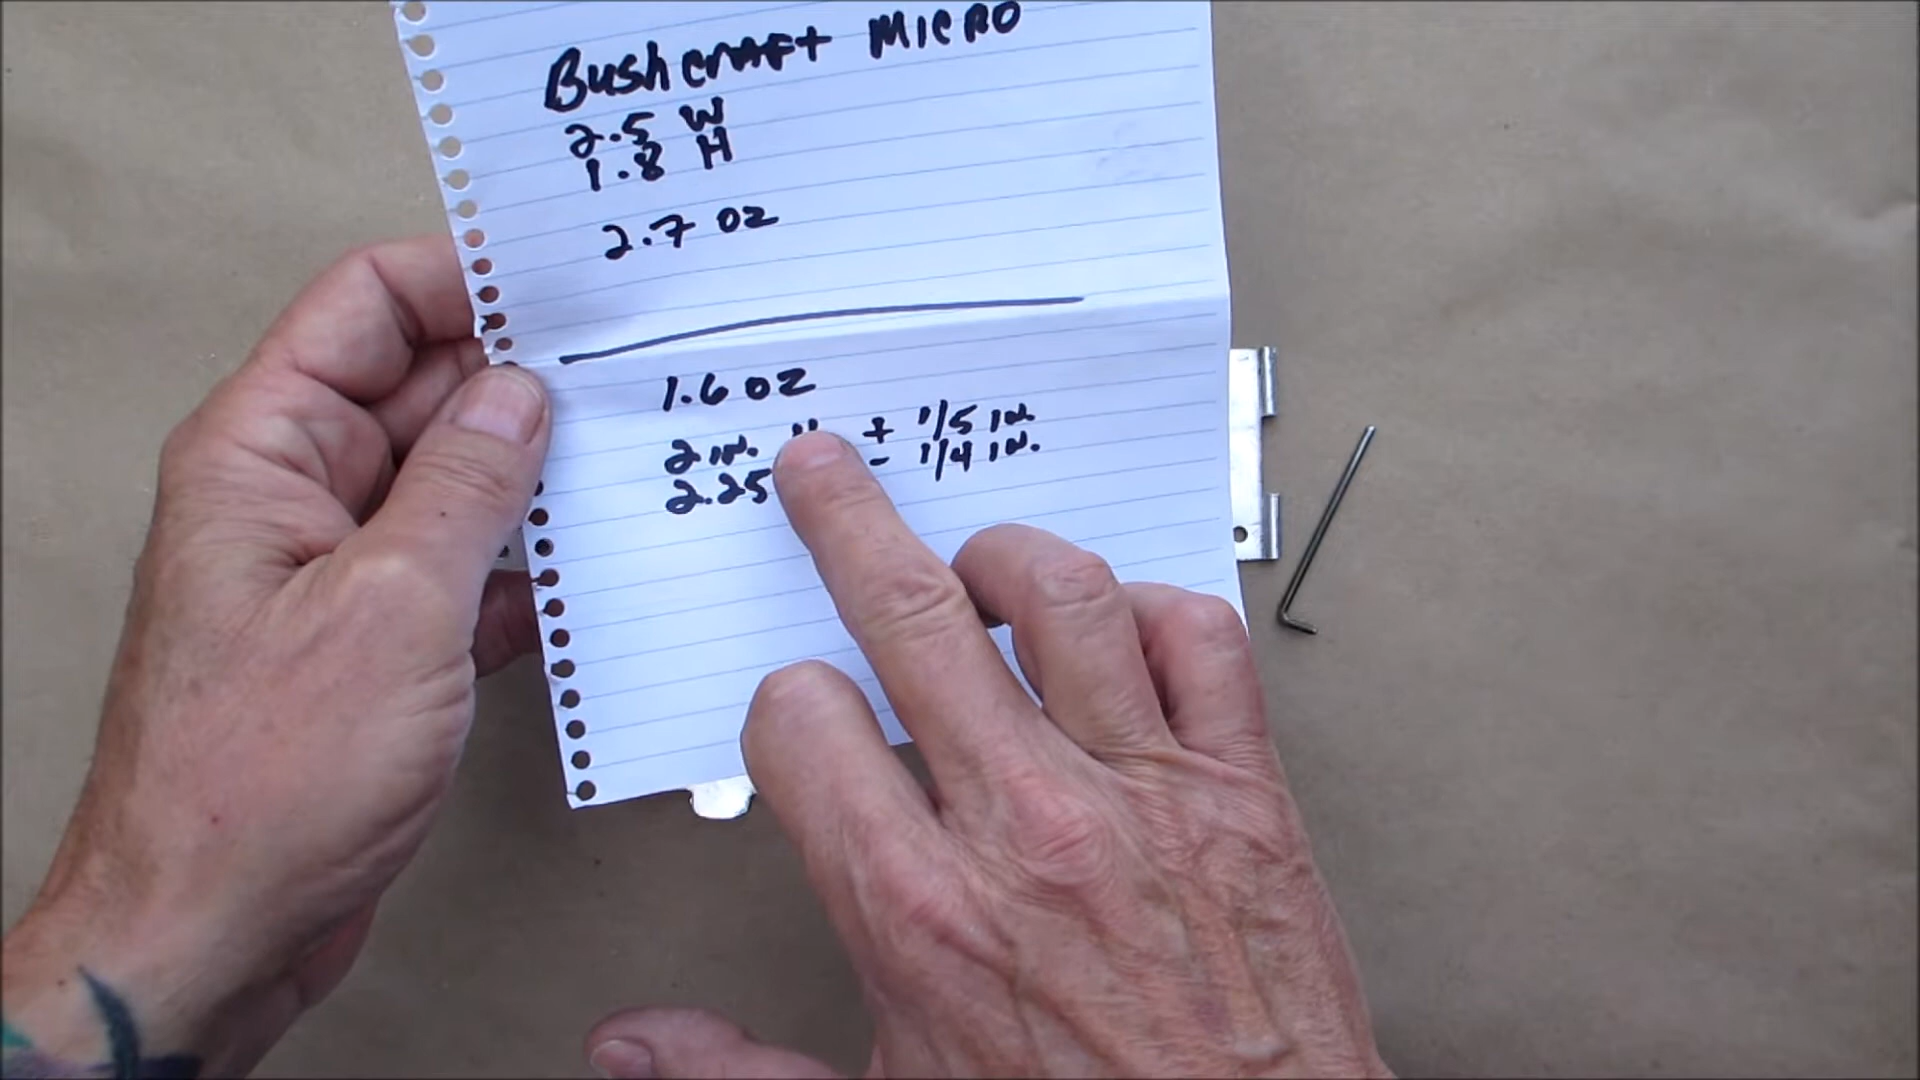 Bushcraft MICRO
2.5 W
1.8 H
2.7 oz
1.6 oz
2 in. + 1/5 in.
2.25 - 1/4 in.